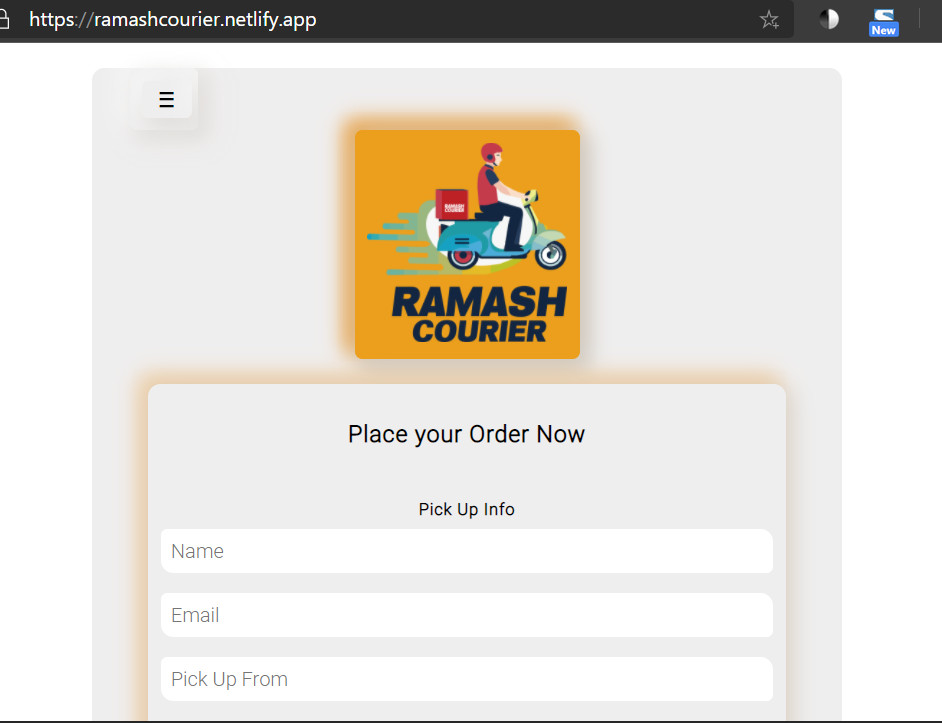 https://ramashcourier.netlify.app
New
RAMASH
COURIER
RAMASH
COURIER
Place your Order Now
Pick Up Info
Name
Email
Pick Up From